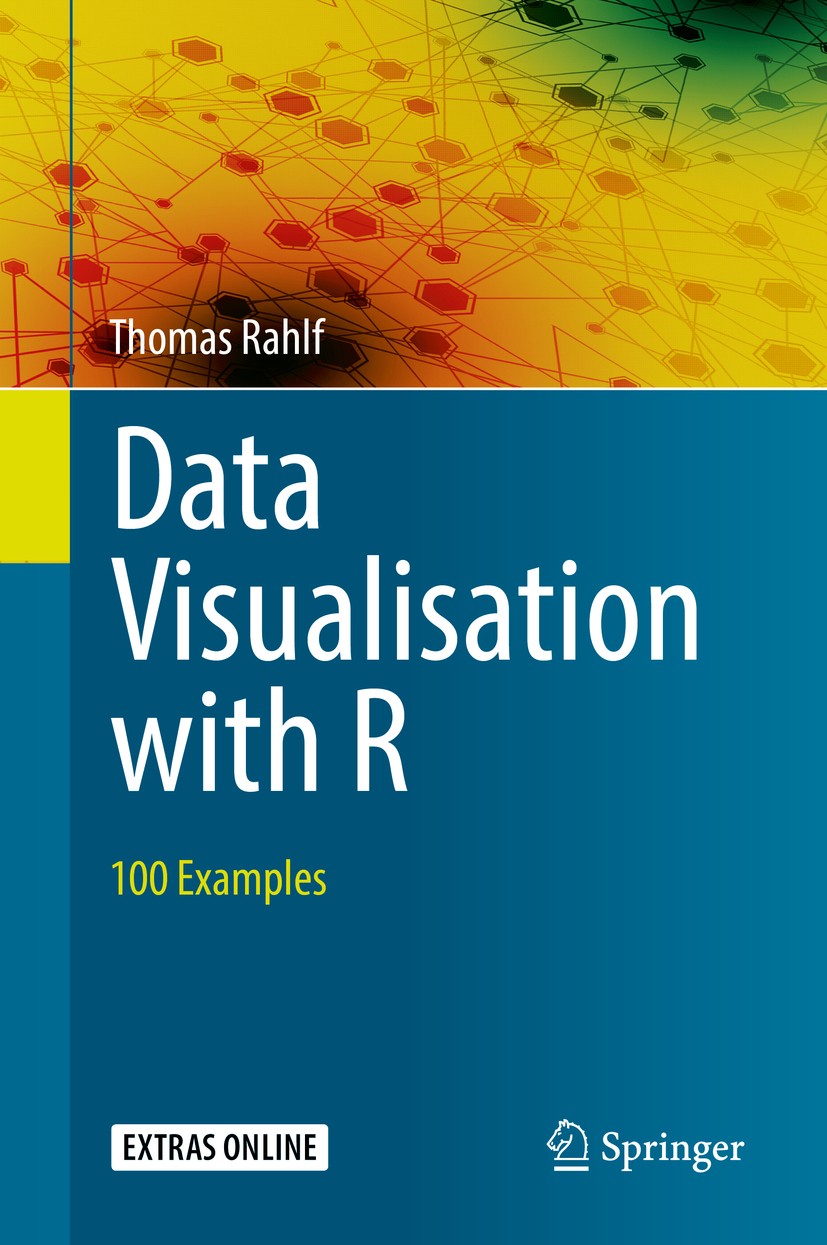 Thomas Rahlf
Data
Visualisation
with R
100 Examples
EXTRAS ONLINE
Springer